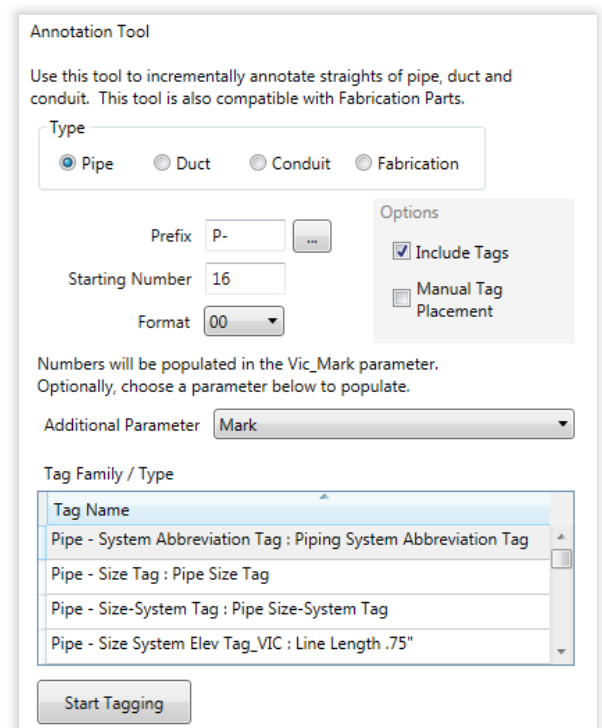 Annotation Tool
Use this tool to incrementally annotate straights of pipe, duct and
conduit. This tool is also compatible with Fabrication Parts.
Type
Pipe Duct Conduit Fabrication
Options
Prefix P- ...
Include Tags
Starting Number 16
Manual Tag
Placement
Format 00
Numbers will be populated in the Vic_Mark parameter.
Optionally, choose a parameter below to populate.
Additional Parameter Mark
Tag Family / Type
Tag Name
Pipe - System Abbreviation Tag : Piping System Abbreviation Tag
Pipe - Size Tag : Pipe Size Tag
Pipe - Size-System Tag : Pipe Size-System Tag
Pipe - Size System Elev Tag_VIC : Line Length .75"
Start Tagging